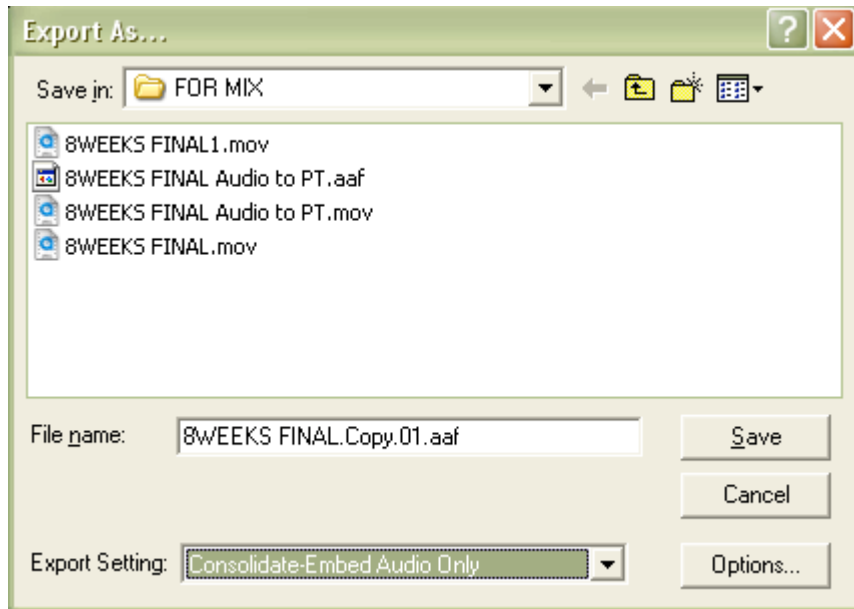 Export As...
Save in: FOR MIX
8WEEKS FINAL1.mov
8WEEKS FINAL Audio to PT.aaf
8WEEKS FINAL Audio to PT.mov
8WEEKS FINAL.mov
File name: 8WEEKS FINAL.Copy.01.aaf Save
Cancel
Export Setting: Consolidate-Embed Audio Only Options...